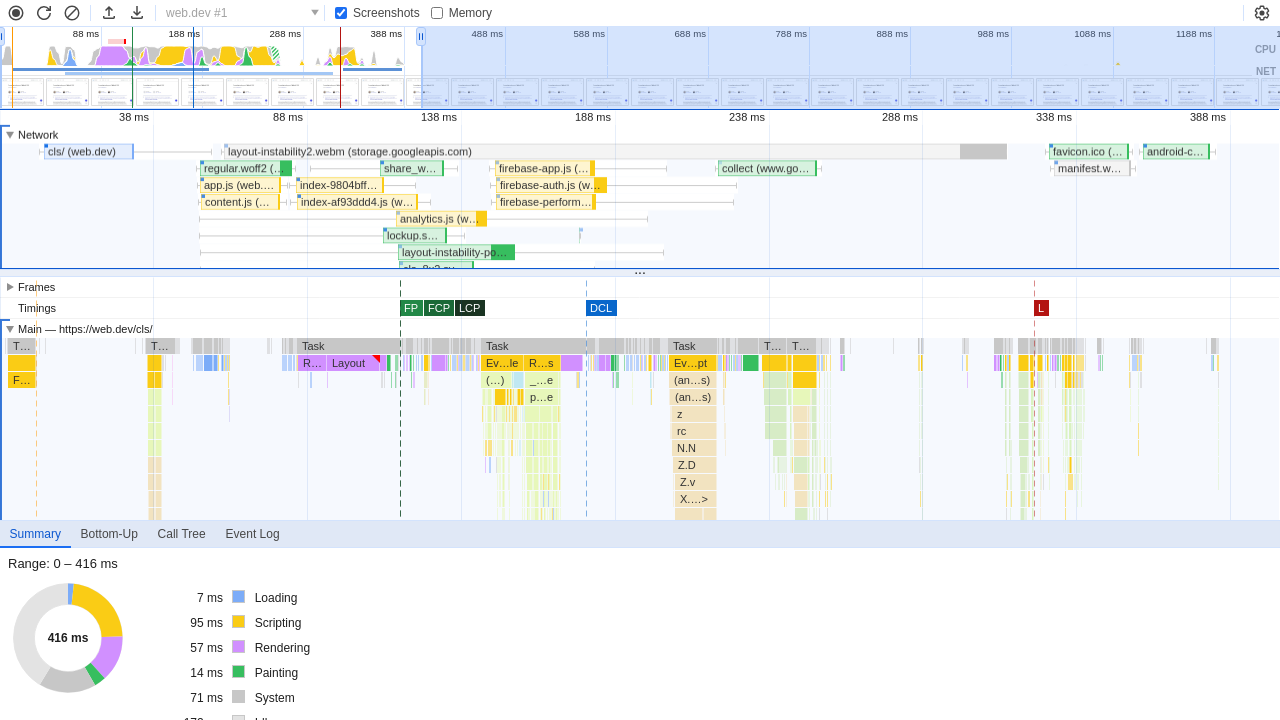 web.dev #1 Screenshots Memory
88 ms 188 ms 288 ms 388 ms 488 ms 588 ms 688 ms 788 ms 888 ms 988 ms 1088 ms 1188 ms
CPU
NET
38 ms 88 ms 138 ms 188 ms 238 ms 288 ms 338 ms 388 ms
Network
cls/ (web.dev) layout-instability2.webm (storage.googleapis.com) favicon.ico (… android-c…
regular.woff2 (… share_w… firebase-app.js (… collect (www.go… manifest.w…
app.js (web.… index-9804bff… firebase-auth.js (w…
content.js (… index-af93ddd4.js (w… firebase-perform…
analytics.js (w…
lockup.s…
layout-instability-po…
...
Frames
Timings FP FCP LCP DCL L
Main — https://web.dev/cls/
T… T… Task Task Task T… T…
R… Layout Ev…le R…s Ev…pt
F… (…) _…e (an…s)
p…e (an…s)
z
rc
N.N
Z.D
Z.v
X.…>
Summary Bottom-Up Call Tree Event Log
Range: 0 – 416 ms
416 ms
7 ms Loading
95 ms Scripting
57 ms Rendering
14 ms Painting
71 ms System